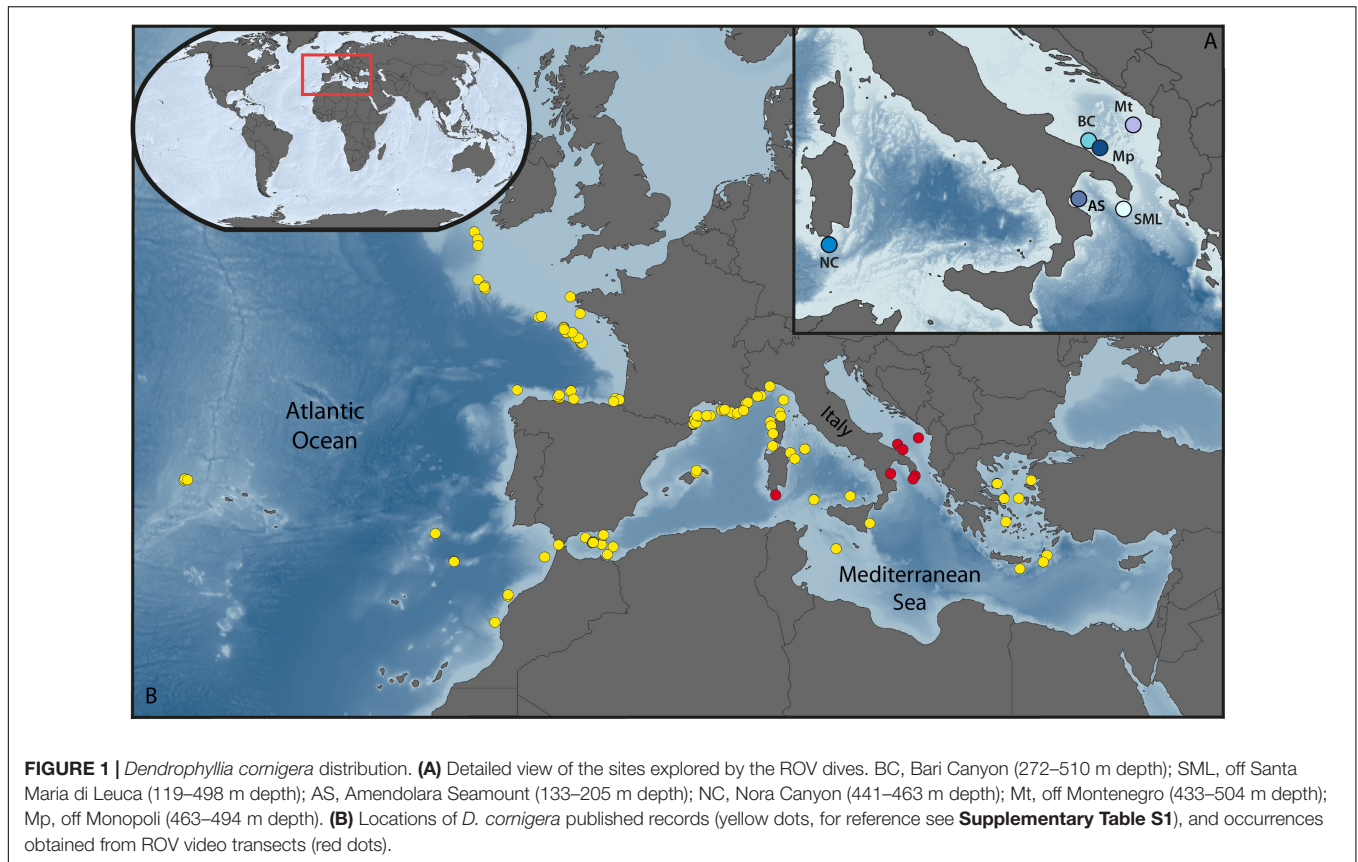 A
Mt
BC
Mp
AS
SML
NC
Atlantic
Ocean
Italy
Mediterranean
Sea
B
FIGURE 1 | Dendrophyllia cornigera distribution. (A) Detailed view of the sites explored by the ROV dives. BC, Bari Canyon (272–510 m depth); SML, off Santa
Maria di Leuca (119–498 m depth); AS, Amendolara Seamount (133–205 m depth); NC, Nora Canyon (441–463 m depth); Mt, off Montenegro (433–504 m depth);
Mp, off Monopoli (463–494 m depth). (B) Locations of D. cornigera published records (yellow dots, for reference see Supplementary Table S1), and occurrences
obtained from ROV video transects (red dots).